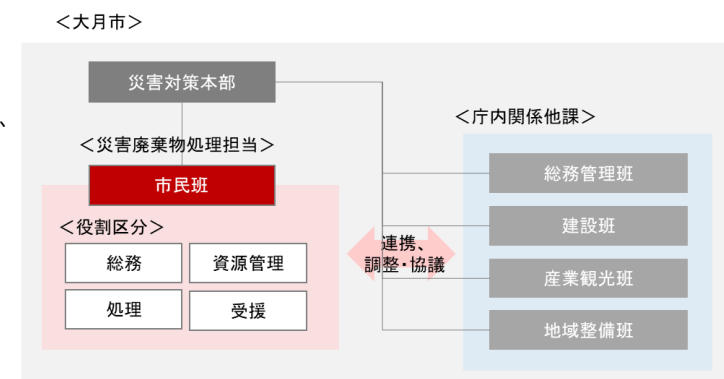 ＜大月市＞
災害対策本部
、
＜庁内関係他課＞
＜災害廃棄物処理担当＞
市民班
総務管理班
＜役割区分＞
建設班
連携、
調整・協議
総務
資源管理
産業観光班
処理
受援
地域整備班